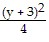 (y + 3)²
4